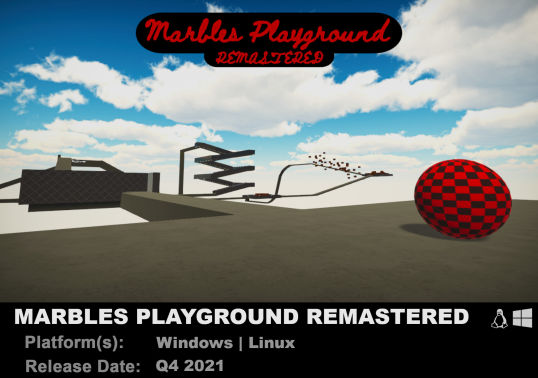 Marbles Playground
REMASTERED
MARBLES PLAYGROUND REMASTERED
Platform(s): Windows | Linux
Release Date: Q4 2021